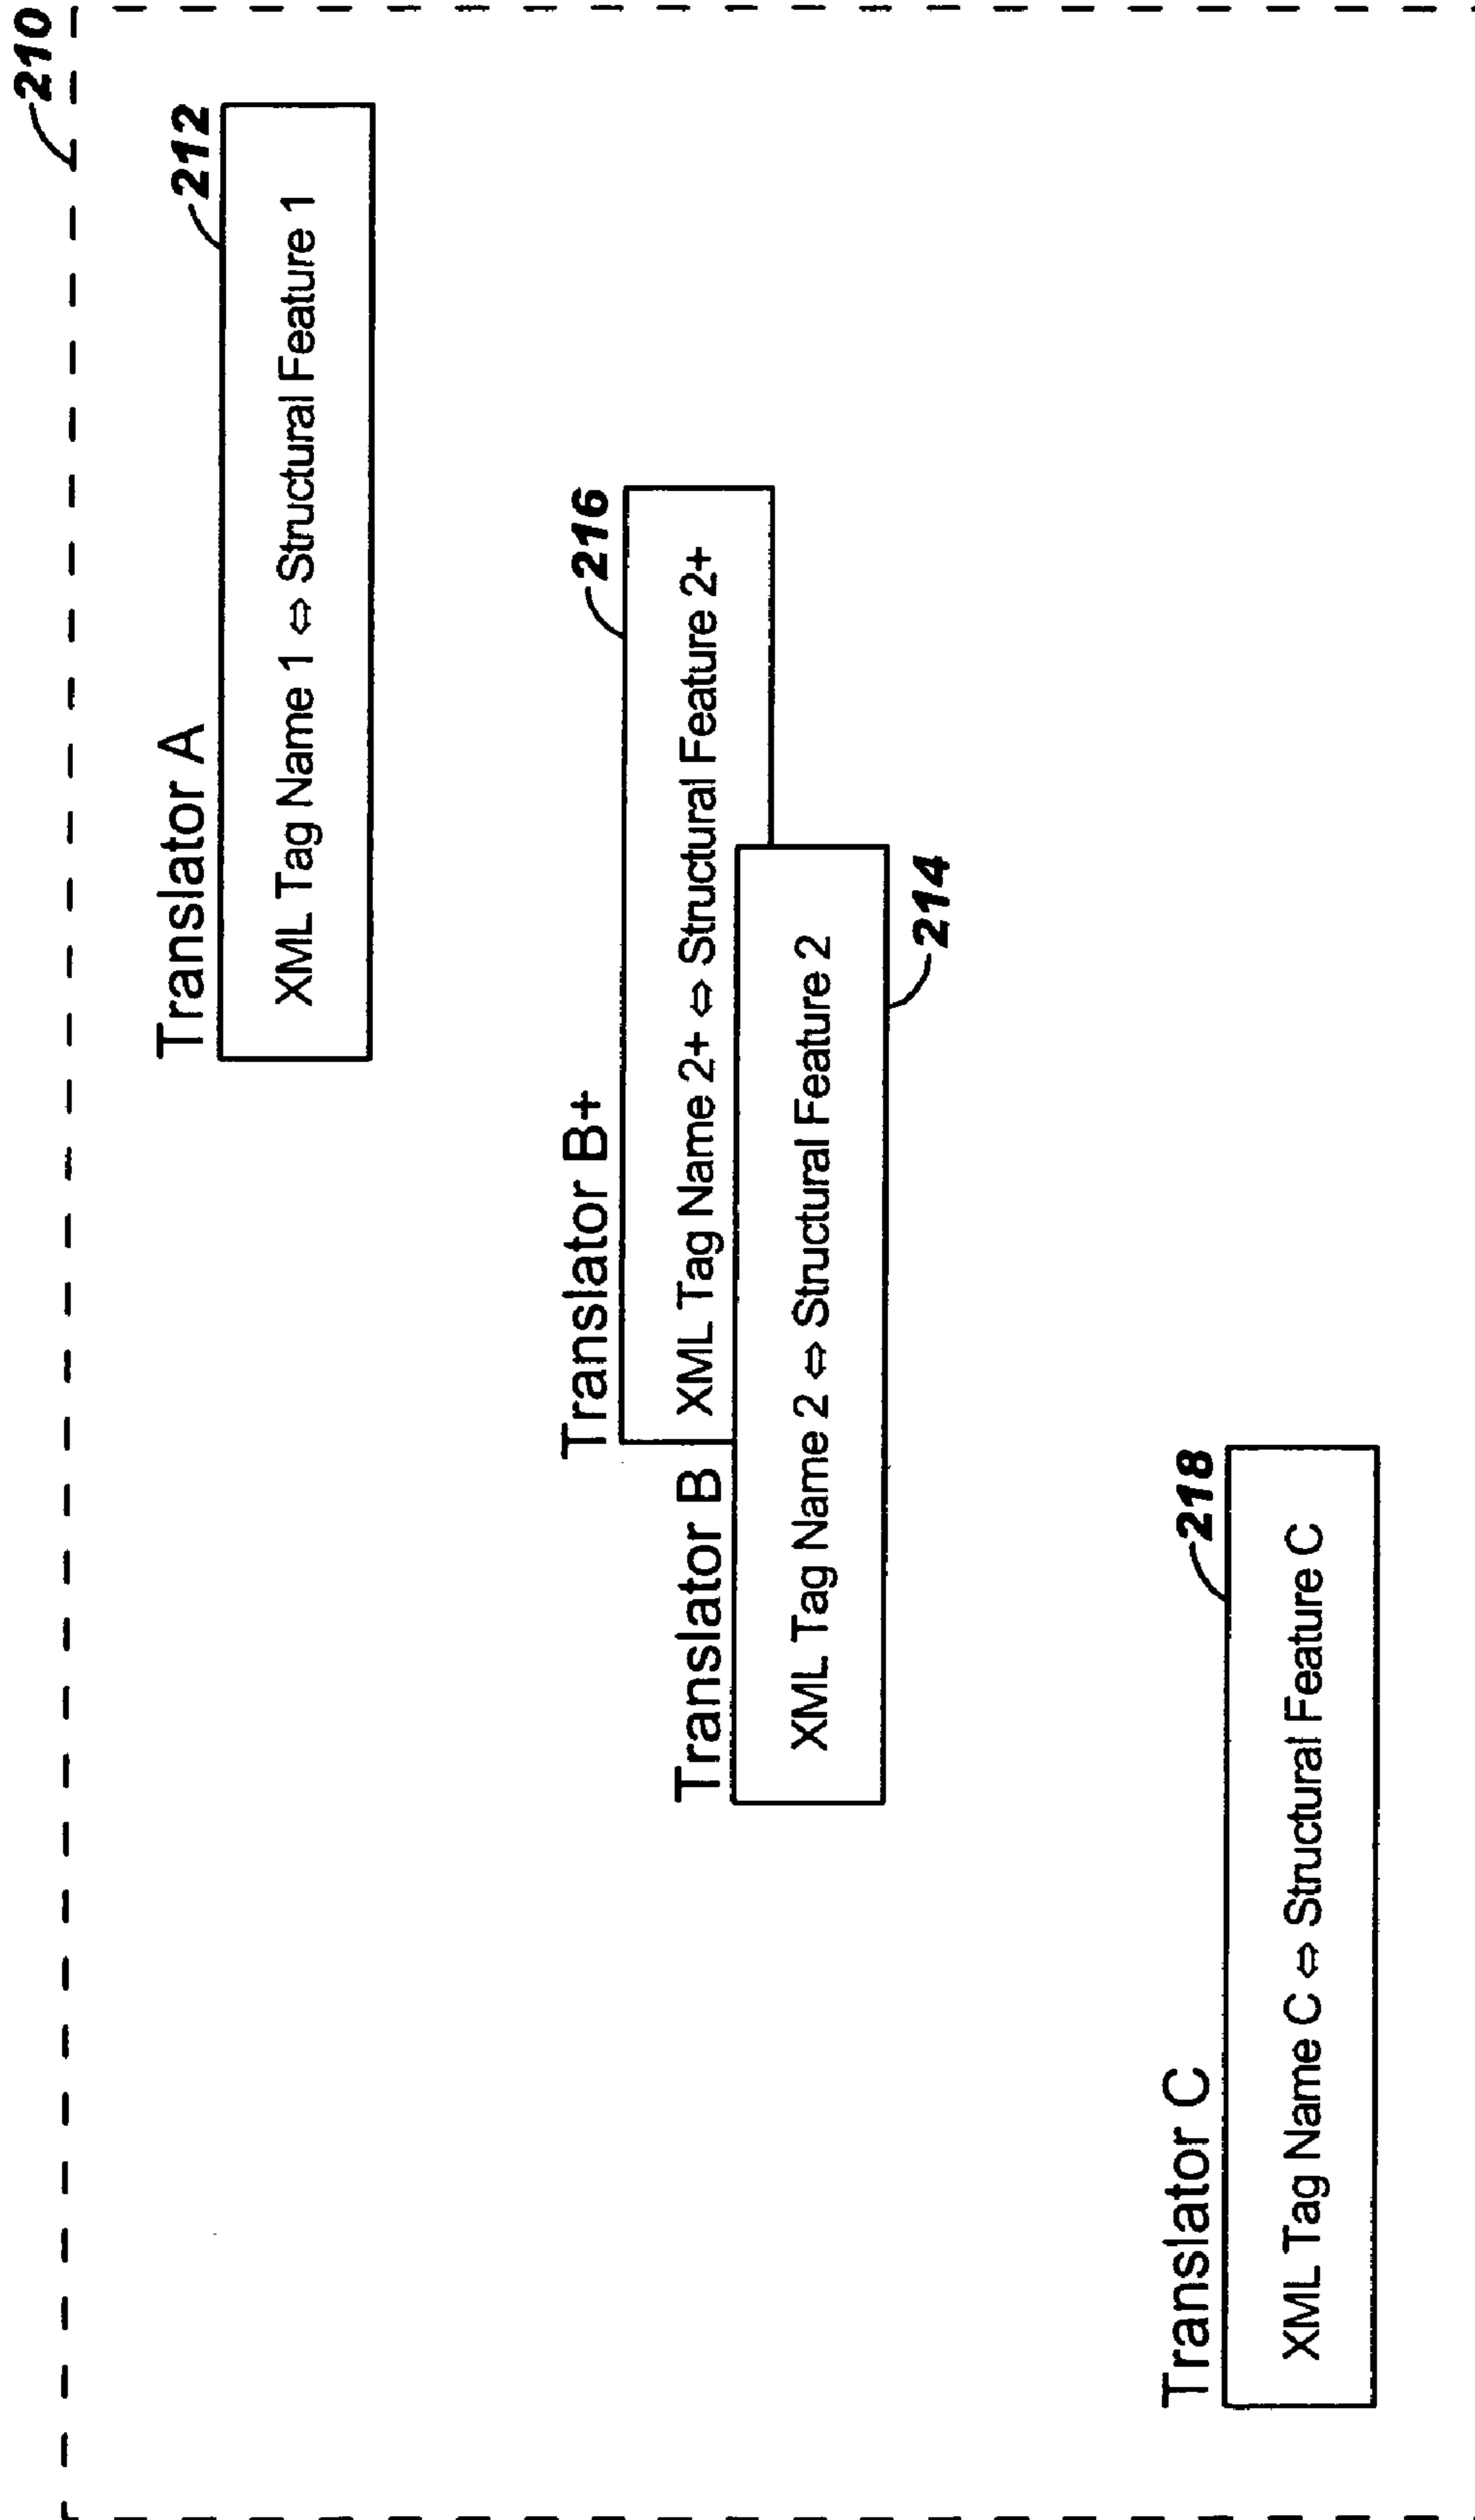 210
Translator A
212
XML Tag Name 1 ⇔ Structural Feature 1
Translator B+
216
XML Tag Name 2+ ⇔ Structural Feature 2+
Translator B
XML Tag Name 2 ⇔ Structural Feature 2
214
Translator C
218
XML Tag Name C ⇔ Structural Feature C